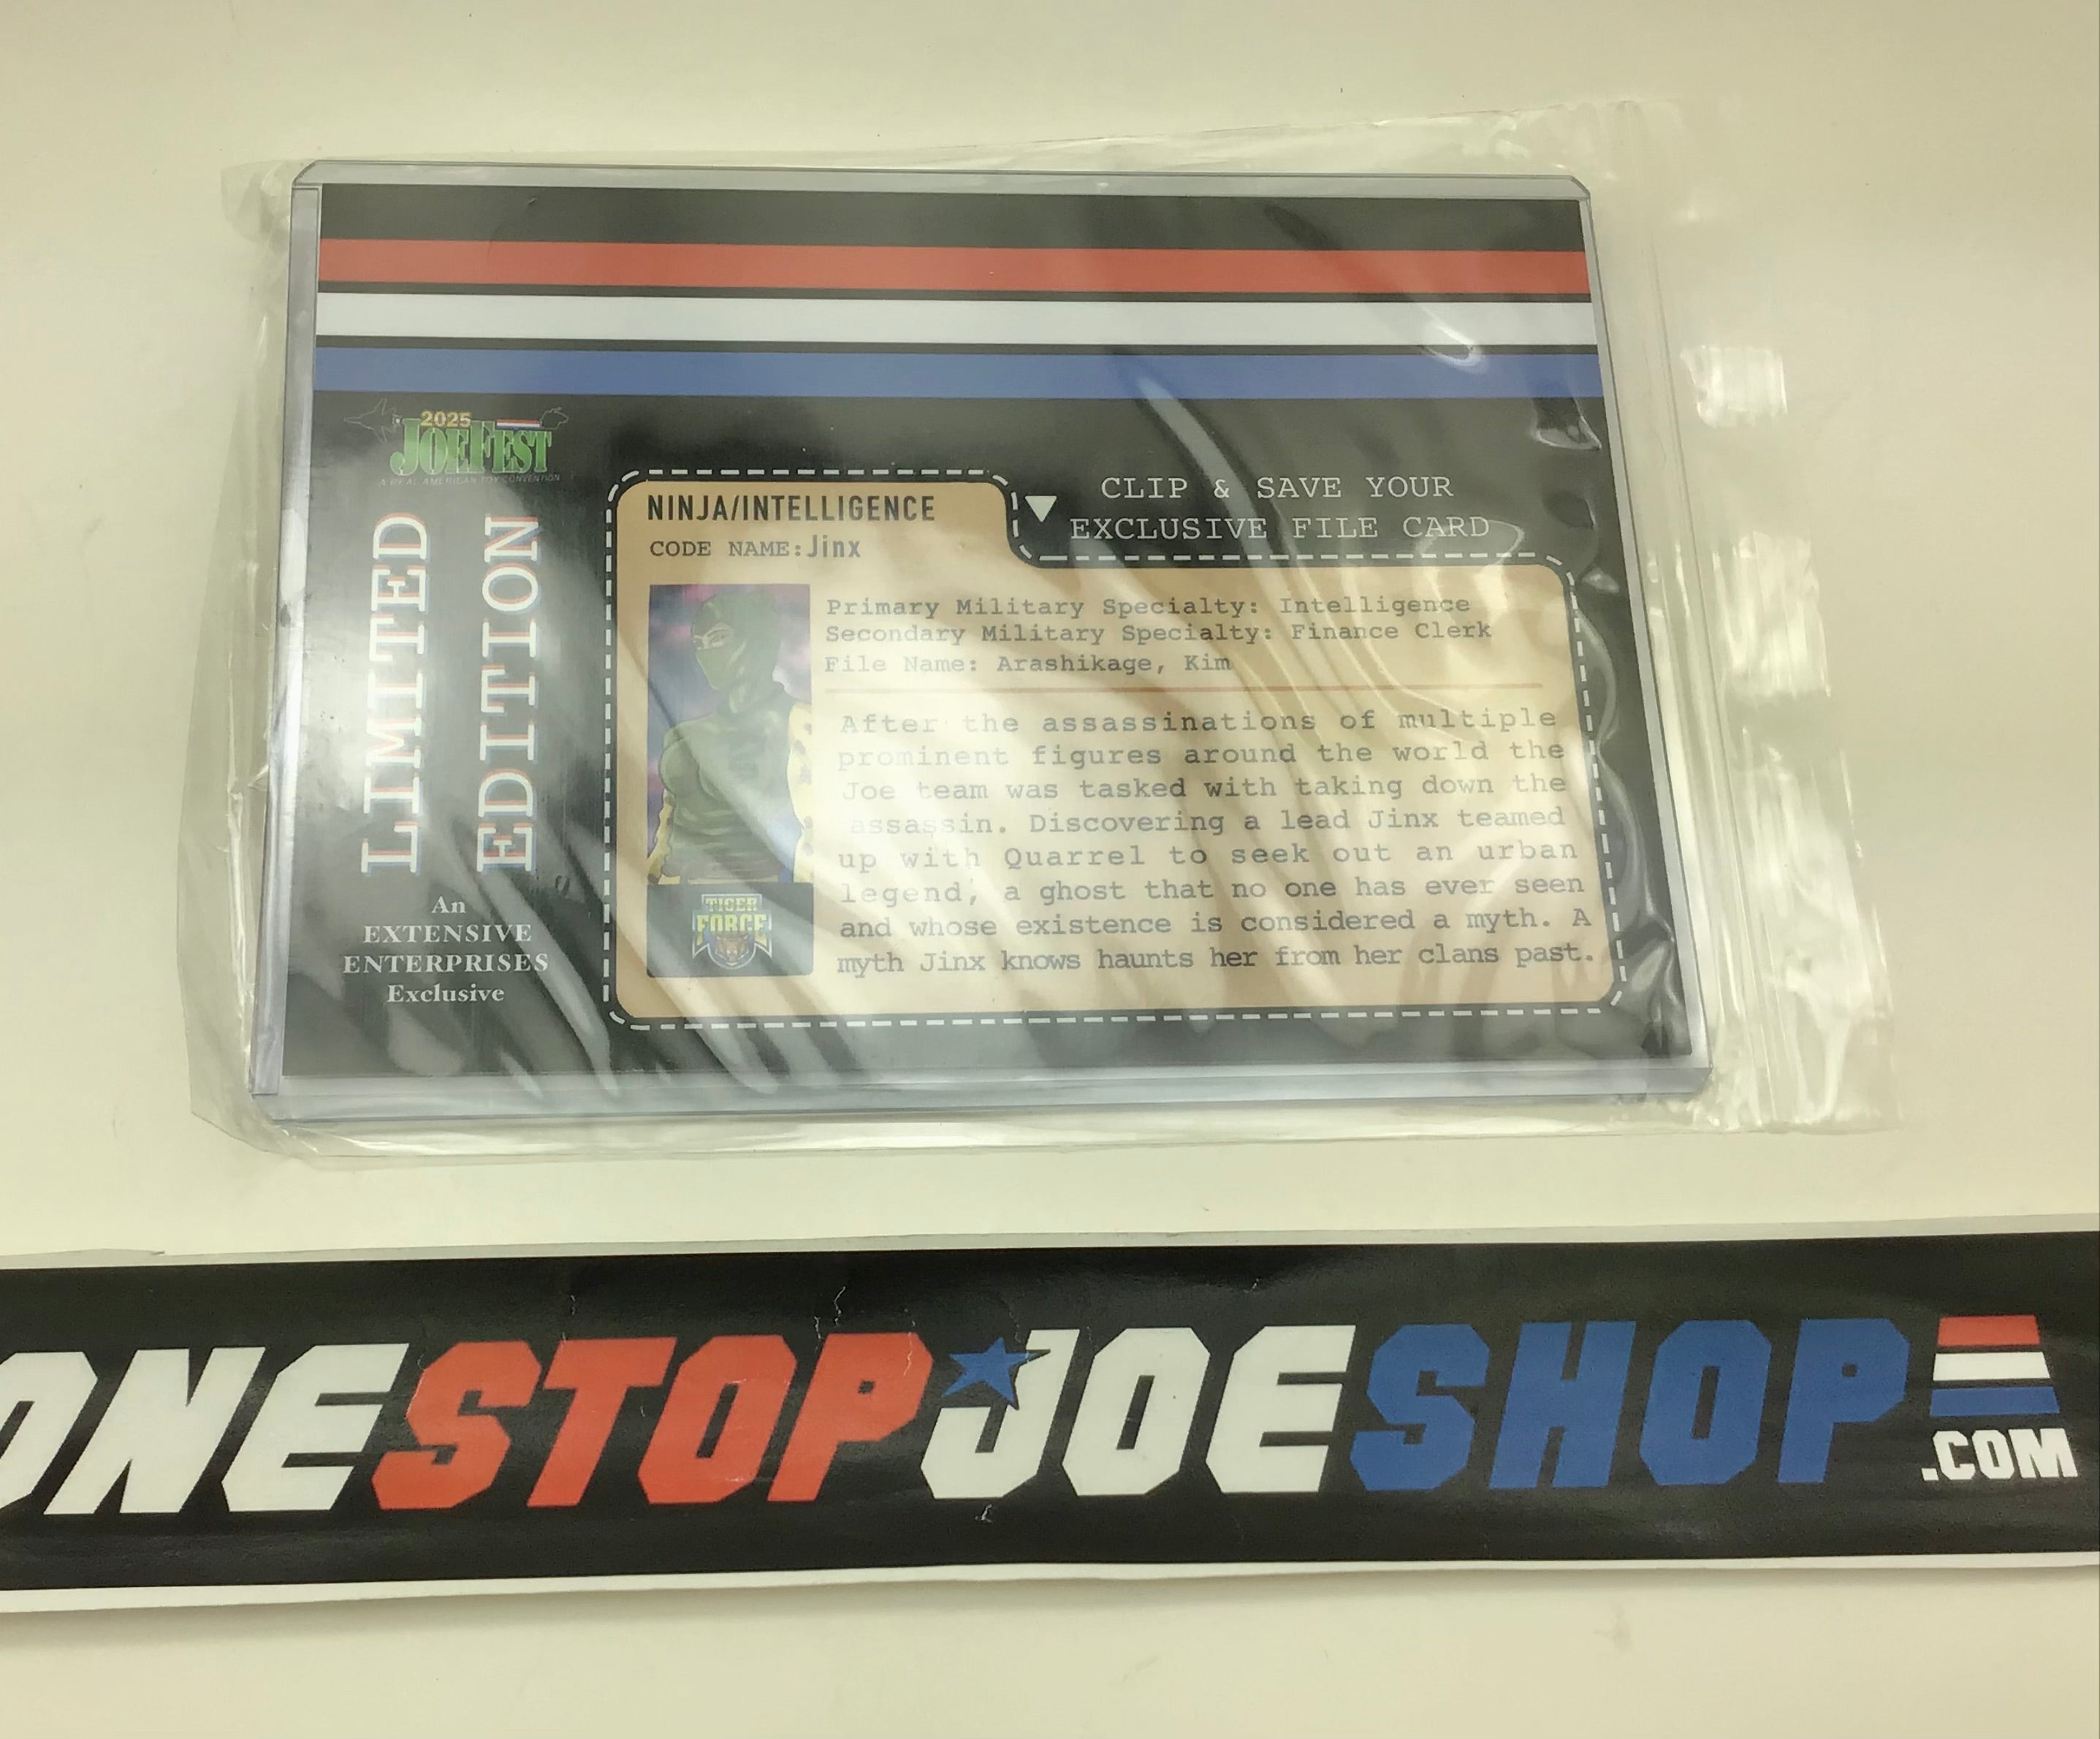 2025
JOEFEST
A REAL AMERICAN TOY CONVENTION
LIMITED
EDITION
An
EXTENSIVE
ENTERPRISES
Exclusive
CLIP & SAVE YOUR
EXCLUSIVE FILE CARD
NINJA/INTELLIGENCE
CODE NAME:Jinx
Primary Military Specialty: Intelligence
Secondary Military Specialty: Finance Clerk
File Name: Arashikage, Kim
After the assassinations of multiple
prominent figures around the world the
Joe team was tasked with taking down the
assassin. Discovering a lead Jinx teamed
up with Quarrel to seek out an urban
legend, a ghost that no one has ever seen
and whose existence is considered a myth. A
myth Jinx knows haunts her from her clans past.
TIGER
FORCE
ONESTOPJOESHOP
.COM